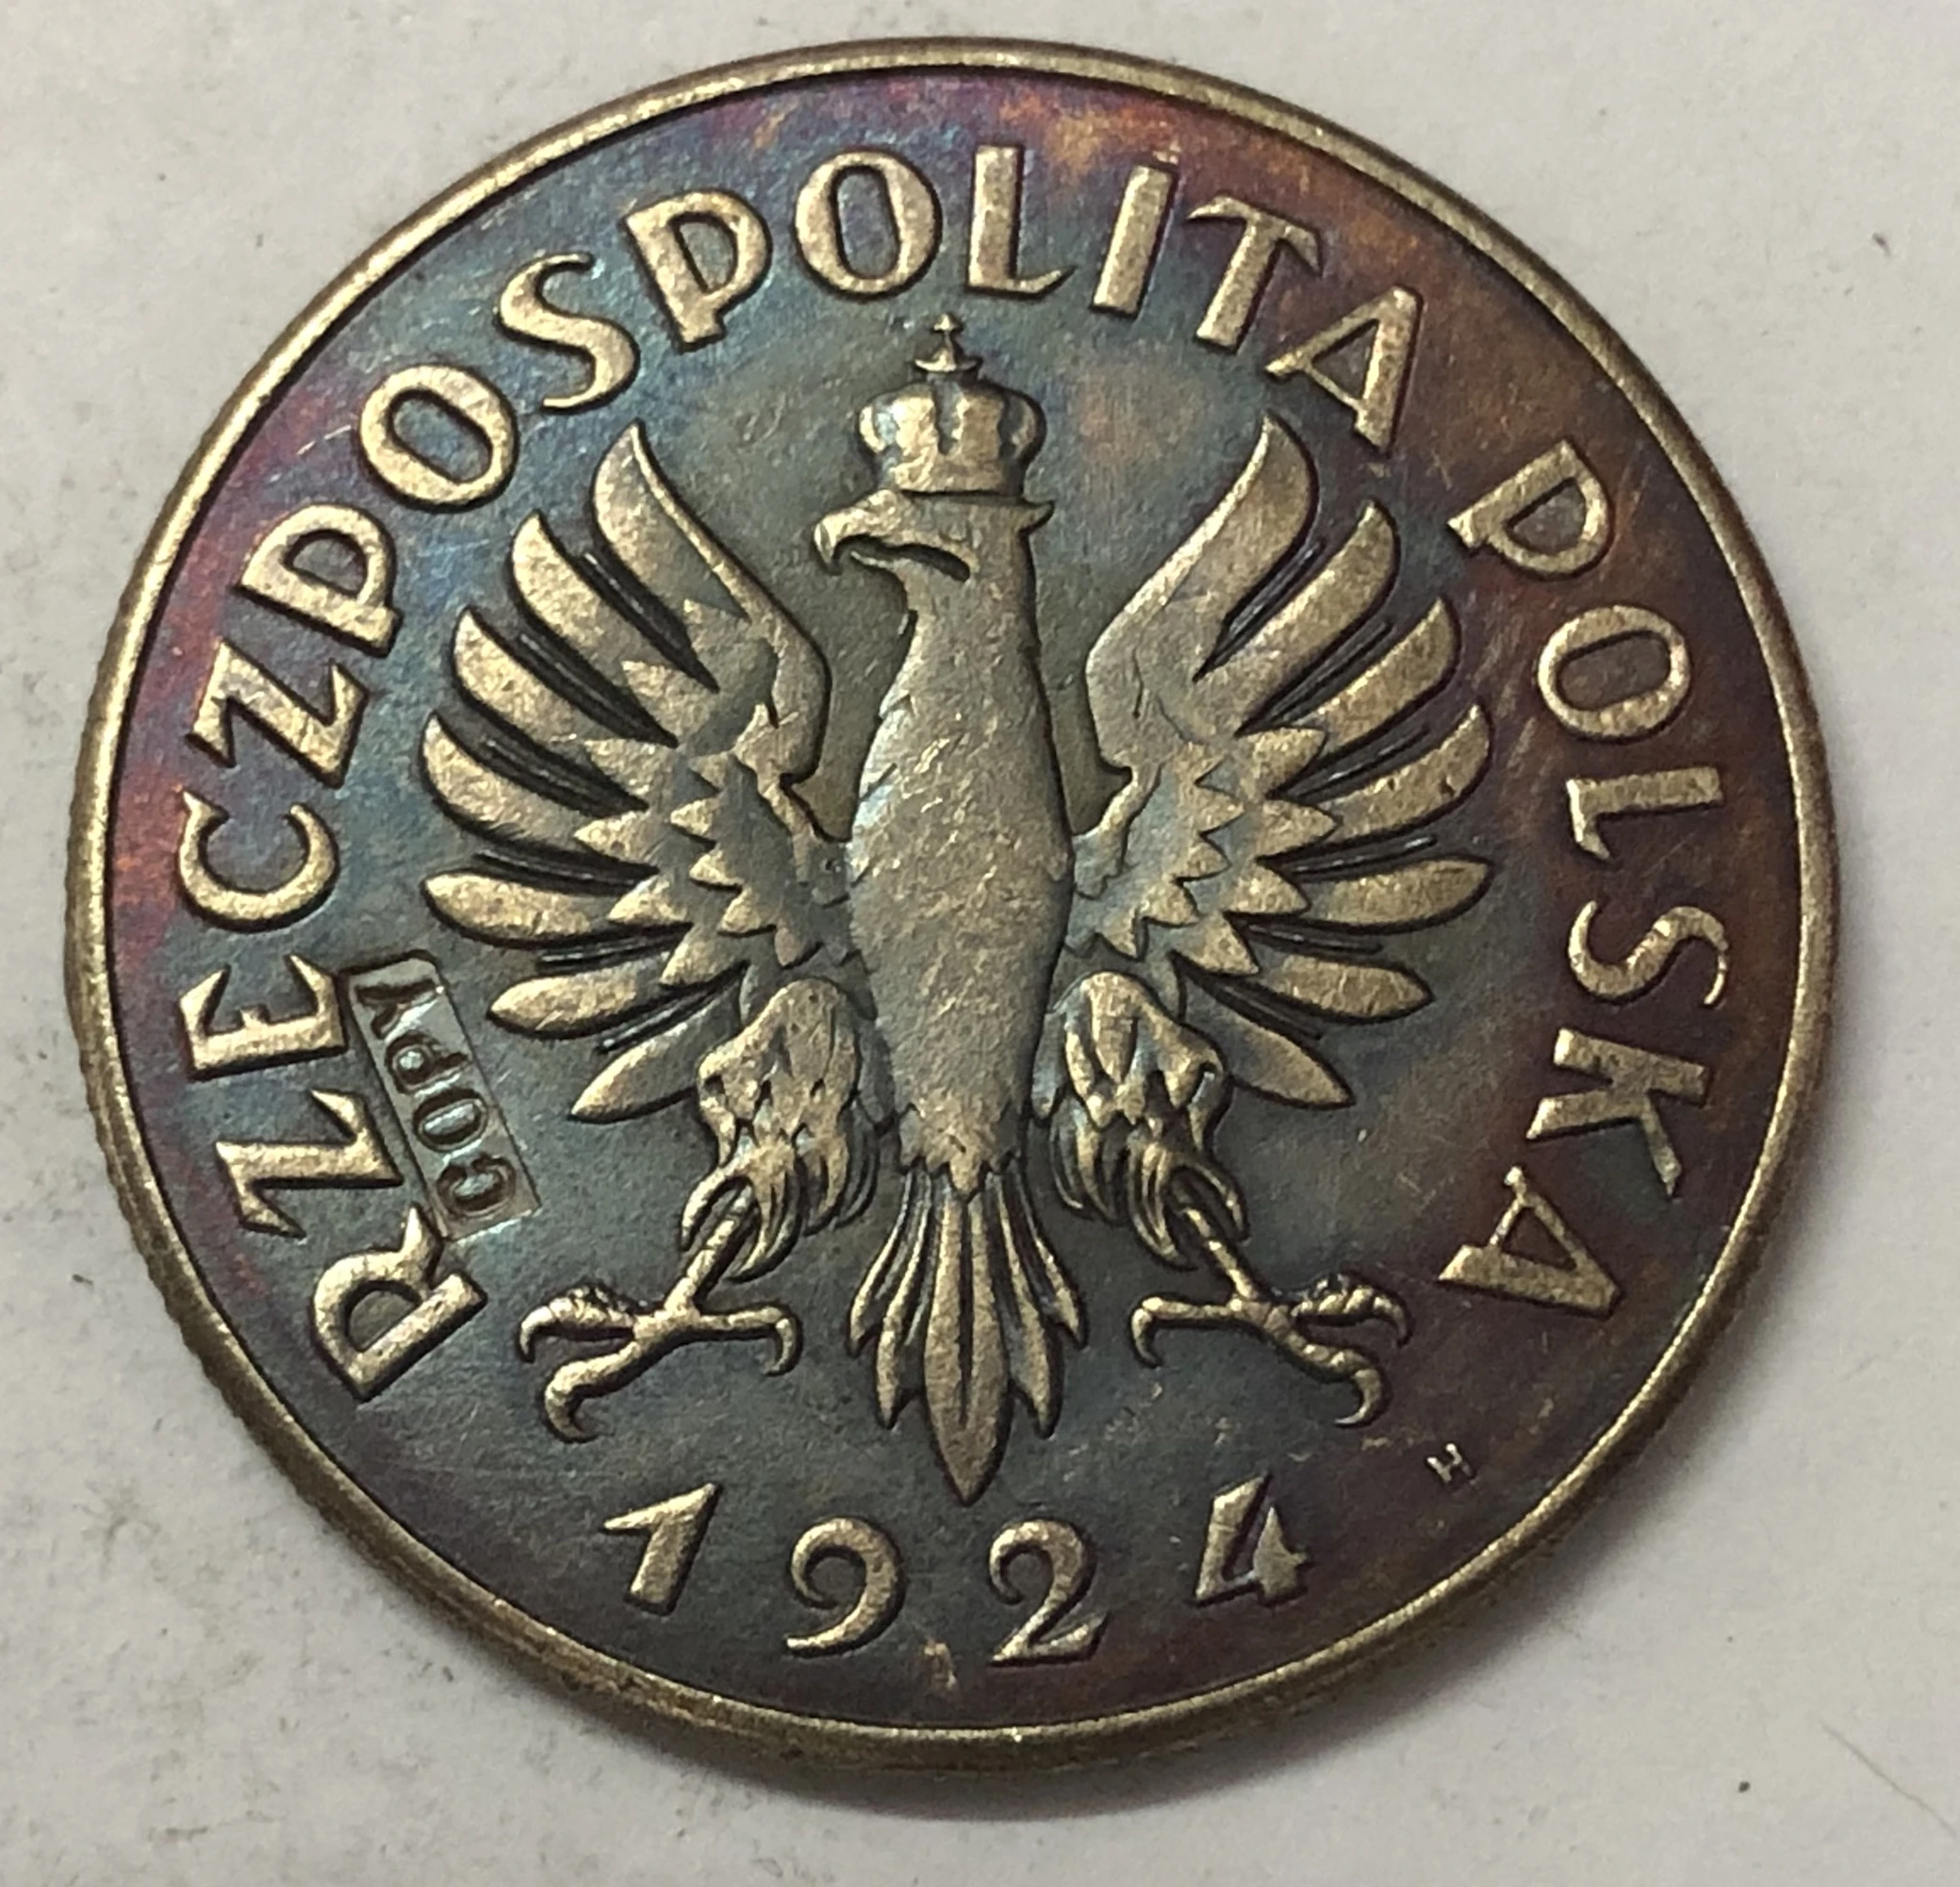 RZECZPOSPOLITA POLSKA
COPY
H
1924